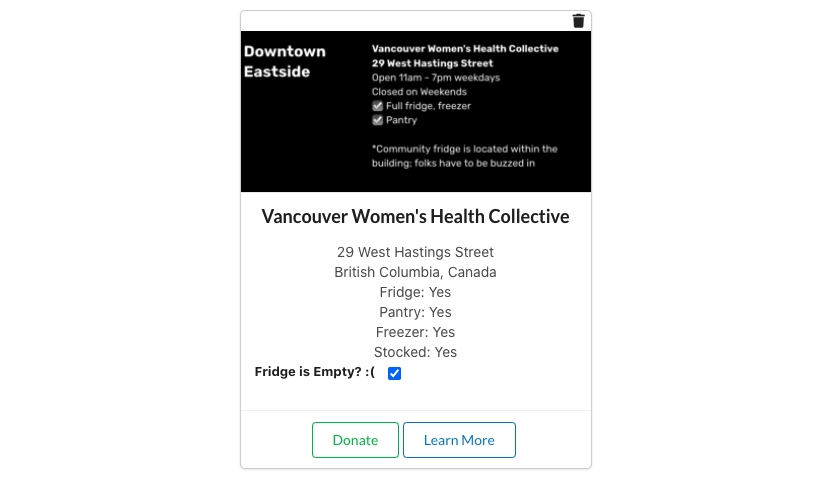 Downtown
Eastside
Vancouver Women's Health Collective
29 West Hastings Street
Open 11am - 7pm weekdays
Closed on Weekends
Full fridge, freezer
Pantry
*Community fridge is located within the
building; folks have to be buzzed in
Vancouver Women's Health Collective
29 West Hastings Street
British Columbia, Canada
Fridge: Yes
Pantry: Yes
Freezer: Yes
Stocked: Yes
Fridge is Empty? :(
Donate
Learn More